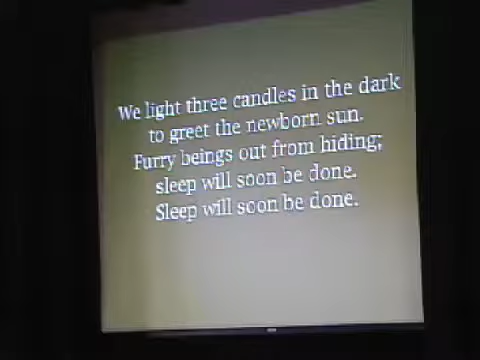 We light three candles in the dark
to greet the newborn sun.
Furry beings out from hiding;
sleep will soon be done.
Sleep will soon be done.